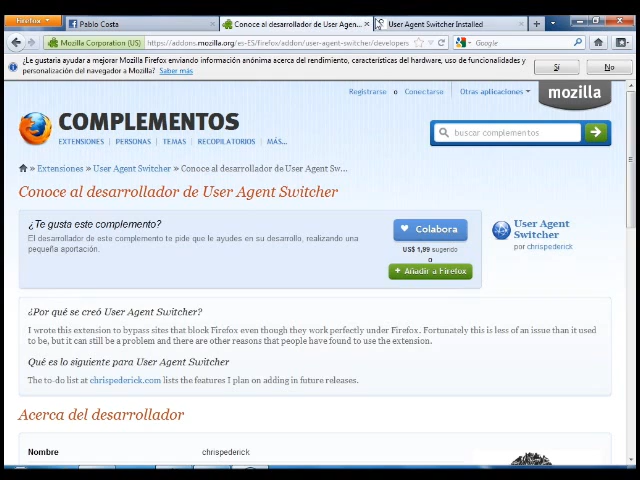 Firefox
Pablo Costa
Conoce al desarrollador de User Agen...
User Agent Switcher Installed
Mozilla Corporation (US)
https://addons.mozilla.org/es-ES/firefox/addon/user-agent-switcher/developers
Google
¿Le gustaría ayudar a mejorar Mozilla Firefox enviando información anónima acerca del rendimiento, características del hardware, uso de funcionalidades y
personalización del navegador a Mozilla? Saber más
Sí
No
Registrarse o Conectarse
Otras aplicaciones
mozilla
COMPLEMENTOS
EXTENSIONES | PERSONAS | TEMAS | RECOPILATORIOS | MÁS...
buscar complementos
» Extensiones » User Agent Switcher » Conoce al desarrollador de User Agent Sw...
Conoce al desarrollador de User Agent Switcher
¿Te gusta este complemento?
El desarrollador de este complemento te pide que le ayudes en su desarrollo, realizando una
pequeña aportación.
Colabora
US$ 1,99 sugerido
o
+ Añadir a Firefox
User Agent
Switcher
por chrispederick
¿Por qué se creó User Agent Switcher?
I wrote this extension to bypass sites that block Firefox even though they work perfectly under Firefox. Fortunately this is less of an issue than it used
to be, but it can still be a problem and there are other reasons that people have found to use the extension.
Qué es lo siguiente para User Agent Switcher
The to-do list at chrispederick.com lists the features I plan on adding in future releases.
Acerca del desarrollador
Nombre
chrispederick